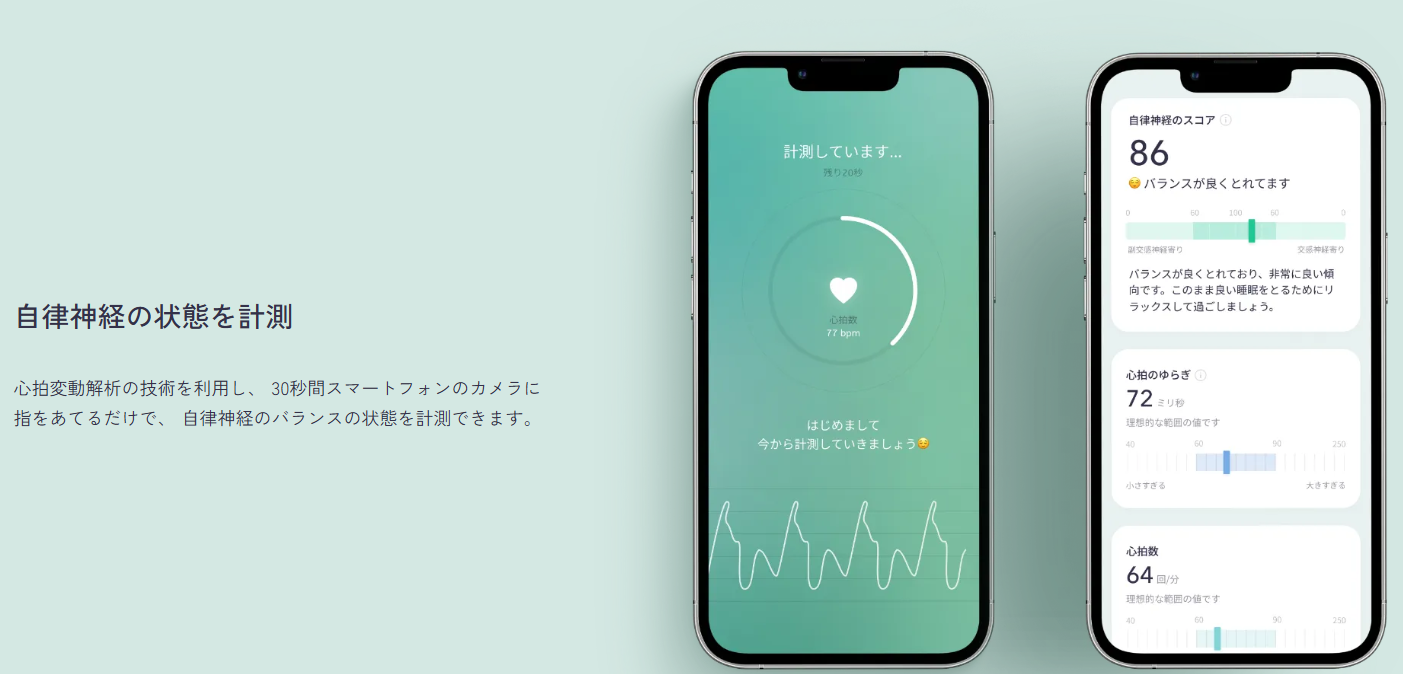 自律神経の状態を計測
心拍変動解析の技術を利用し、 30秒間スマートフォンのカメラに
指をあてるだけで、 自律神経のバランスの状態を計測できます。
計測しています...
残り20秒
心拍数
77 bpm
はじめまして
今から計測していきましょう😊
自律神経のスコア ⓘ
86
😊 バランスが良くとれてます
0 60 100 60 0
副交感神経寄り 交感神経寄り
バランスが良くとれており、非常に良い傾
向です。このまま良い睡眠をとるためにリ
ラックスして過ごしましょう。
心拍のゆらぎ ⓘ
72 ミリ秒
理想的な範囲の値です
40 60 90 250
小さすぎる 大きすぎる
心拍数
64 回/分
理想的な範囲の値です
40 60 90 250